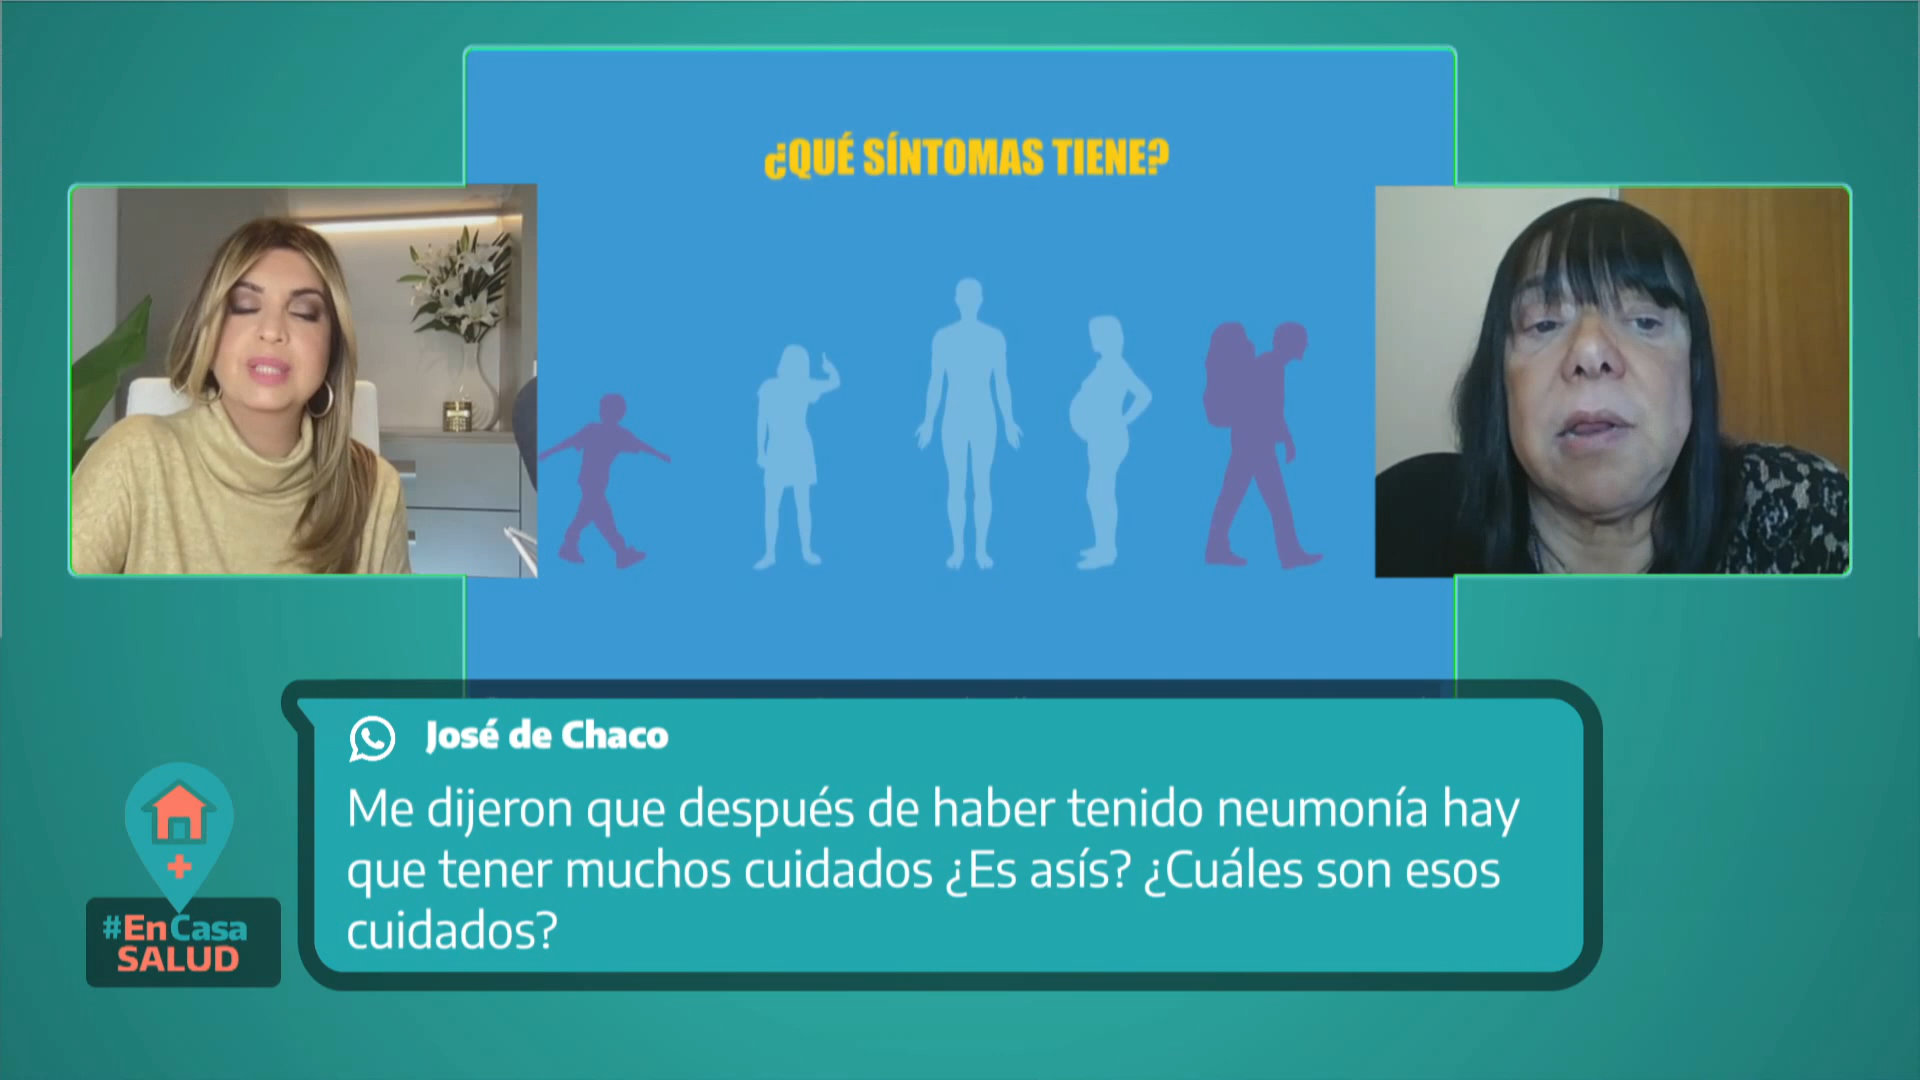 ¿QUÉ SÍNTOMAS TIENE?
José de Chaco
Me dijeron que después de haber tenido neumonía hay
que tener muchos cuidados ¿Es asís? ¿Cuáles son esos
cuidados?
#EnCasa
SALUD